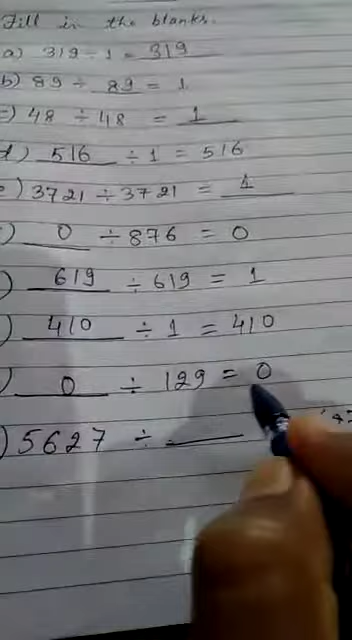 Fill in the blanks.
a) 319 ÷ 1 = 319
b) 89 ÷ 89 = 1
c) 48 ÷ 48 = 1
d) 516 ÷ 1 = 516
e) 3721 ÷ 3721 = 1
) 0 ÷ 876 = 0
) 619 ÷ 619 = 1
) 410 ÷ 1 = 410
) 0 ÷ 129 = 0
) 5627 ÷ ____